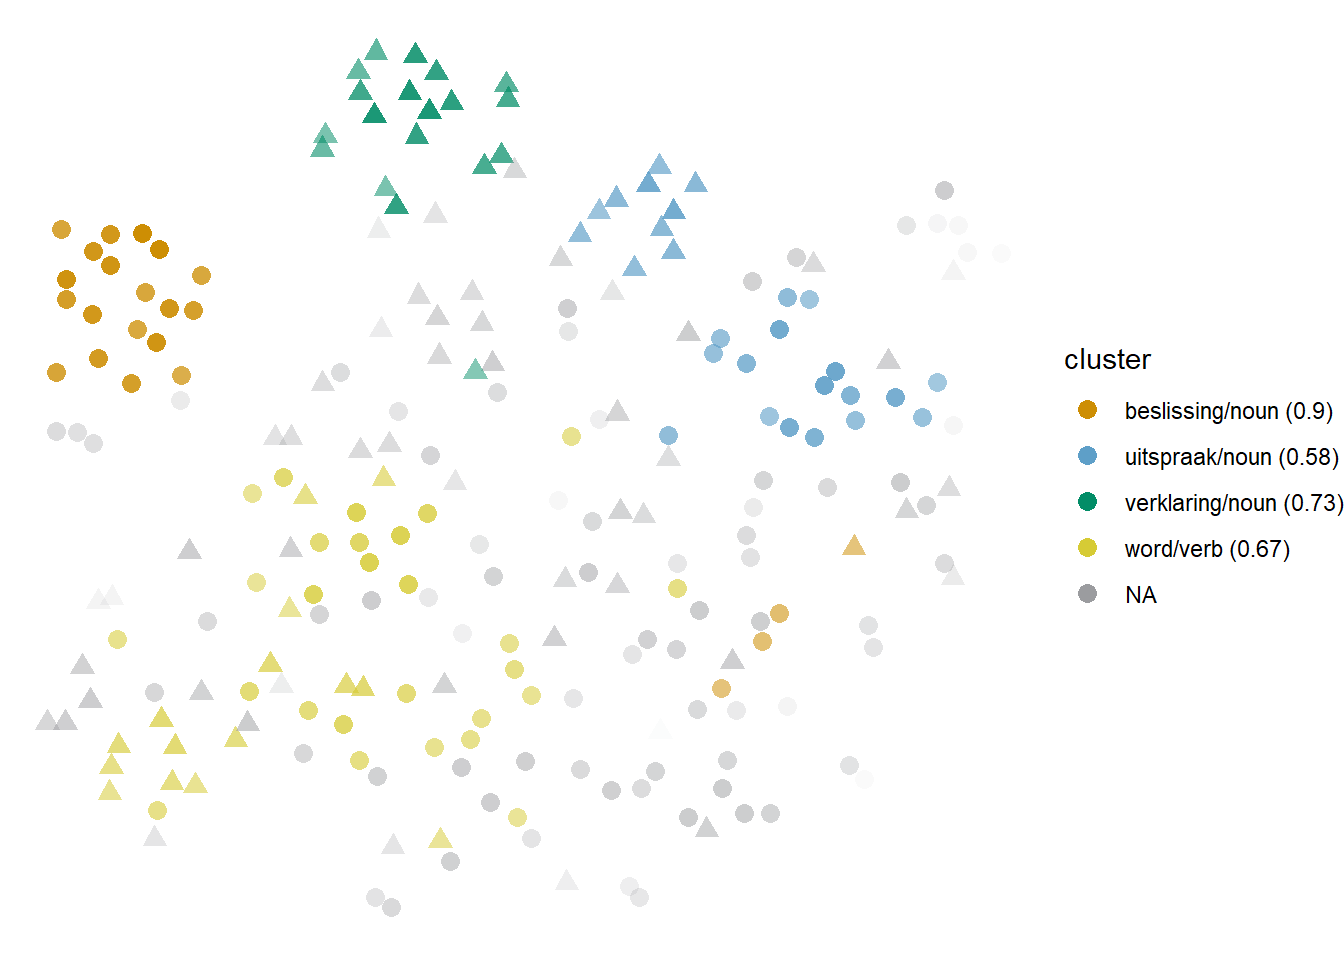 cluster
beslissing/noun (0.9)
uitspraak/noun (0.58)
verklaring/noun (0.73)
word/verb (0.67)
NA